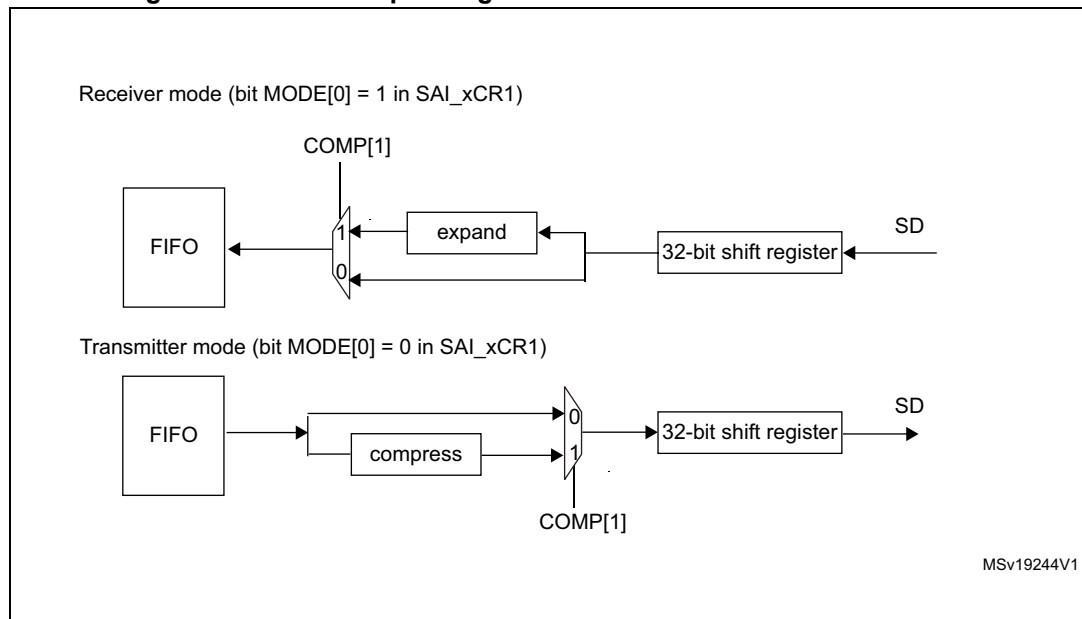 Receiver mode (bit MODE[0] = 1 in SAI_xCR1)
COMP[1]
FIFO
1
expand
0
32-bit shift register
SD
Transmitter mode (bit MODE[0] = 0 in SAI_xCR1)
FIFO
compress
0
1
32-bit shift register
SD
COMP[1]
MSv19244V1